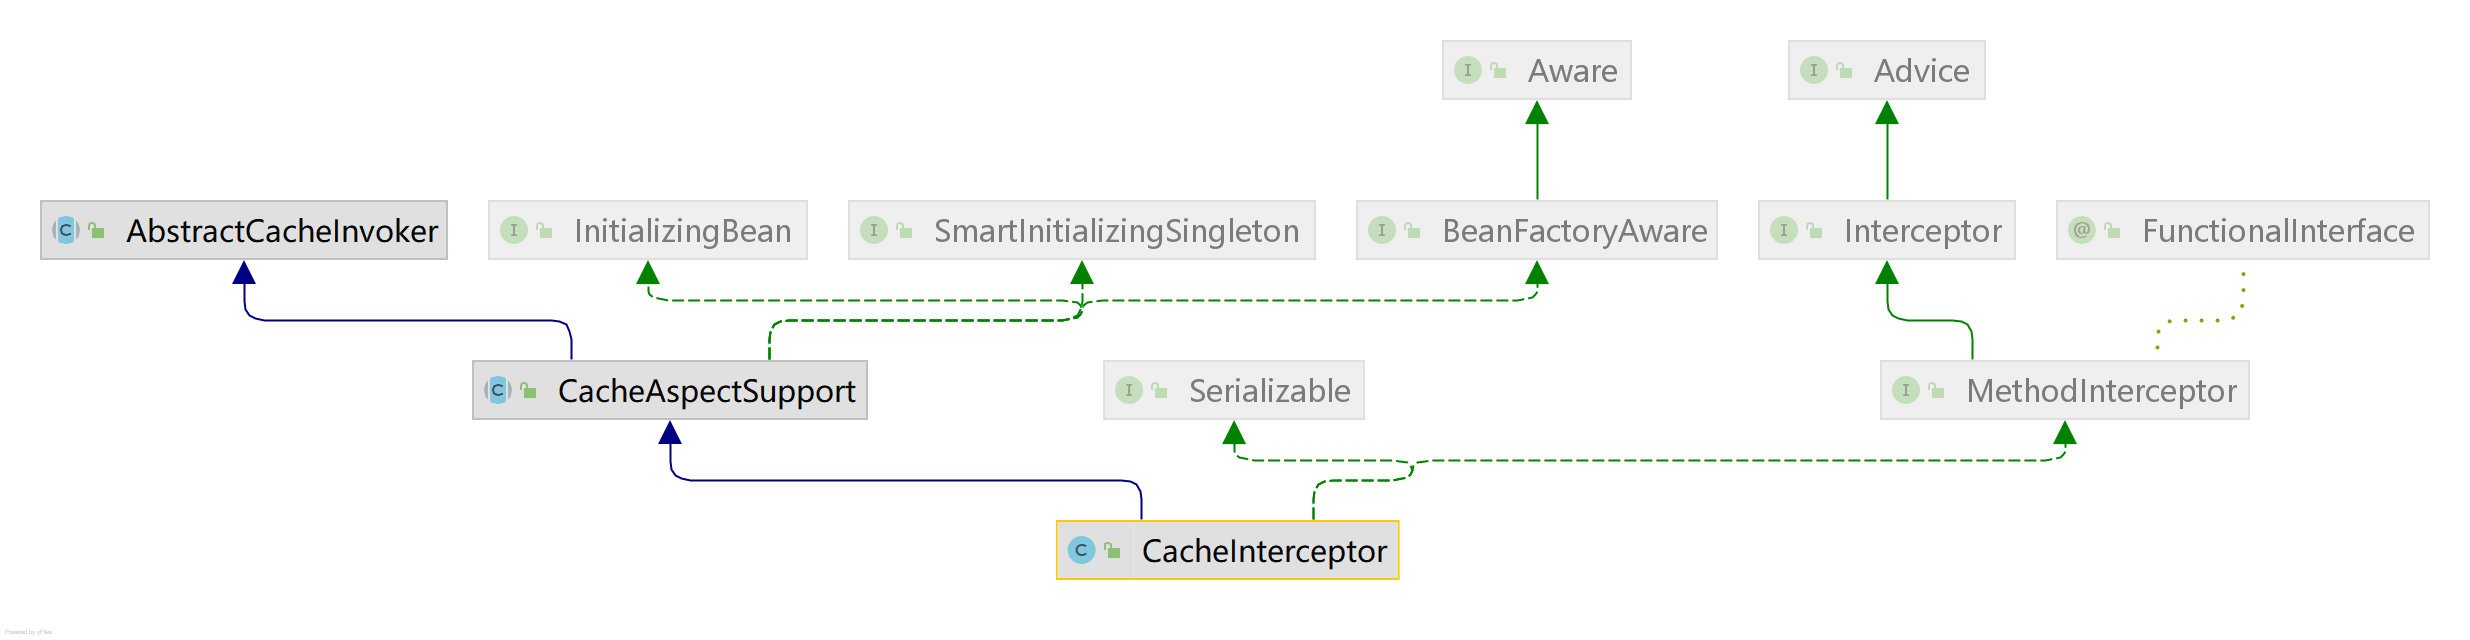 I Aware
I Advice
C AbstractCacheInvoker
I InitializingBean
I SmartInitializingSingleton
I BeanFactoryAware
I Interceptor
@ FunctionalInterface
C CacheAspectSupport
I Serializable
I MethodInterceptor
C CacheInterceptor
Powered by yFiles